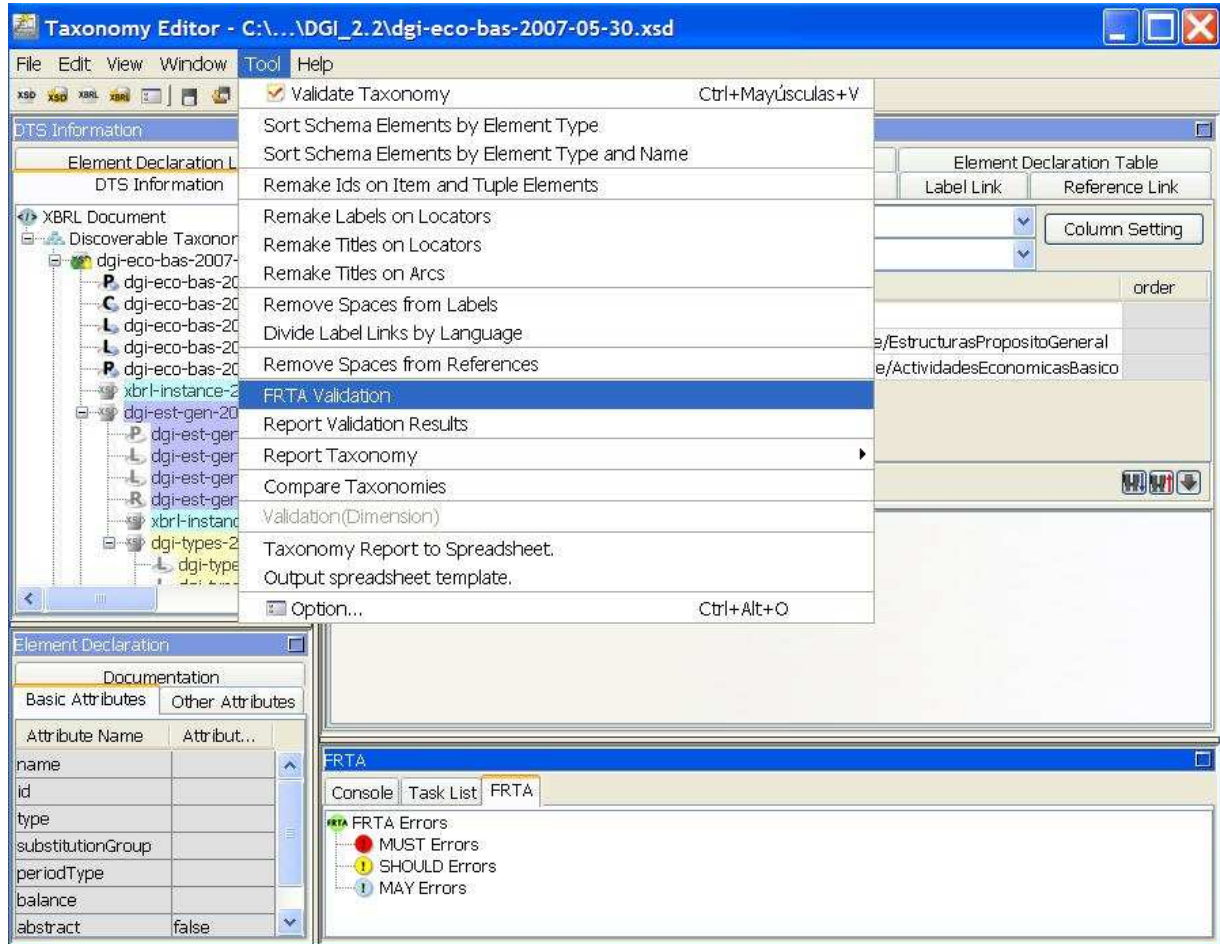 Taxonomy Editor - C:\...\DGI_2.2\dgi-eco-bas-2007-05-30.xsd
File Edit View Window Tool Help
XSD XSD XBRL XBRL
Validate Taxonomy Ctrl+Mayúsculas+V
Sort Schema Elements by Element Type
Sort Schema Elements by Element Type and Name
Remake Ids on Item and Tuple Elements
Remake Labels on Locators
Remake Titles on Locators
Remake Titles on Arcs
Remove Spaces from Labels
Divide Label Links by Language
Remove Spaces from References
FRTA Validation
Report Validation Results
Report Taxonomy
Compare Taxonomies
Validation(Dimension)
Taxonomy Report to Spreadsheet.
Output spreadsheet template.
Option... Ctrl+Alt+O
DTS Information
Element Declaration L
DTS Information
XBRL Document
Discoverable Taxonor
dgi-eco-bas-2007-
P dgi-eco-bas-20
C dgi-eco-bas-20
L dgi-eco-bas-20
L dgi-eco-bas-20
P dgi-eco-bas-20
xbrl-instance-2
dgi-est-gen-20
P dgi-est-ger
L dgi-est-ger
L dgi-est-ger
R dgi-est-ger
xbrl-instanc
dgi-types-2
L dgi-type
Element Declaration Table
Label Link Reference Link
Column Setting
order
e/EstructurasPropositoGeneral
e/ActividadesEconomicasBasico
Element Declaration
Documentation
Basic Attributes Other Attributes
Attribute Name Attribut...
name
id
type
substitutionGroup
periodType
balance
abstract false
FRTA
Console Task List FRTA
FRTA FRTA Errors
MUST Errors
SHOULD Errors
MAY Errors